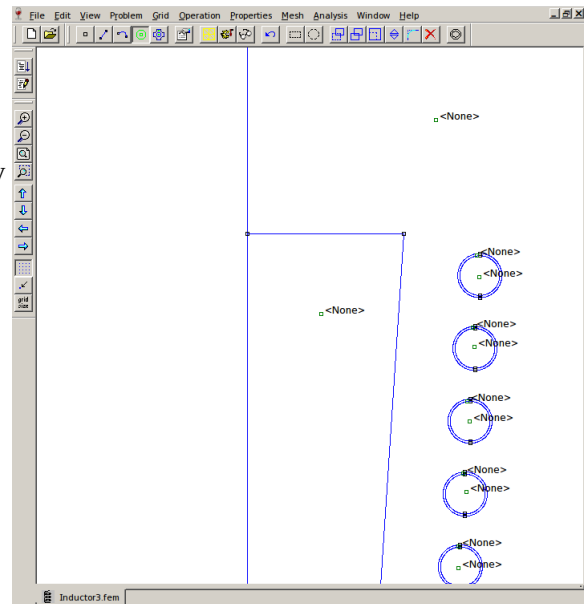 File Edit View Problem Grid Operation Properties Mesh Analysis Window Help
<None>
<None>
<None>
<None>
<None>
<None>
<None>
<None>
<None>
<None>
<None>
<None>
y
grid size
Inductor3.fem